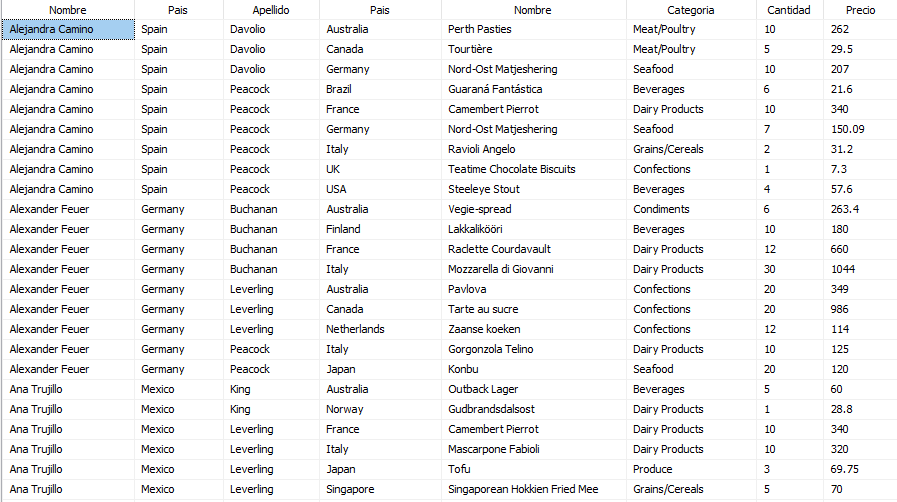 Nombre Pais Apellido Pais Nombre Categoria Cantidad Precio
Alejandra Camino Spain Davolio Australia Perth Pasties Meat/Poultry 10 262
Alejandra Camino Spain Davolio Canada Tourtière Meat/Poultry 5 29.5
Alejandra Camino Spain Davolio Germany Nord-Ost Matjeshering Seafood 10 207
Alejandra Camino Spain Peacock Brazil Guaraná Fantástica Beverages 6 21.6
Alejandra Camino Spain Peacock France Camembert Pierrot Dairy Products 10 340
Alejandra Camino Spain Peacock Germany Nord-Ost Matjeshering Seafood 7 150.09
Alejandra Camino Spain Peacock Italy Ravioli Angelo Grains/Cereals 2 31.2
Alejandra Camino Spain Peacock UK Teatime Chocolate Biscuits Confections 1 7.3
Alejandra Camino Spain Peacock USA Steeleye Stout Beverages 4 57.6
Alexander Feuer Germany Buchanan Australia Vegie-spread Condiments 6 263.4
Alexander Feuer Germany Buchanan Finland Lakkalikööri Beverages 10 180
Alexander Feuer Germany Buchanan France Raclette Courdavault Dairy Products 12 660
Alexander Feuer Germany Buchanan Italy Mozzarella di Giovanni Dairy Products 30 1044
Alexander Feuer Germany Leverling Australia Pavlova Confections 20 349
Alexander Feuer Germany Leverling Canada Tarte au sucre Confections 20 986
Alexander Feuer Germany Leverling Netherlands Zaanse koeken Confections 12 114
Alexander Feuer Germany Peacock Italy Gorgonzola Telino Dairy Products 10 125
Alexander Feuer Germany Peacock Japan Konbu Seafood 20 120
Ana Trujillo Mexico King Australia Outback Lager Beverages 5 60
Ana Trujillo Mexico King Norway Gudbrandsdalsost Dairy Products 1 28.8
Ana Trujillo Mexico Leverling France Camembert Pierrot Dairy Products 10 340
Ana Trujillo Mexico Leverling Italy Mascarpone Fabioli Dairy Products 10 320
Ana Trujillo Mexico Leverling Japan Tofu Produce 3 69.75
Ana Trujillo Mexico Leverling Singapore Singaporean Hokkien Fried Mee Grains/Cereals 5 70